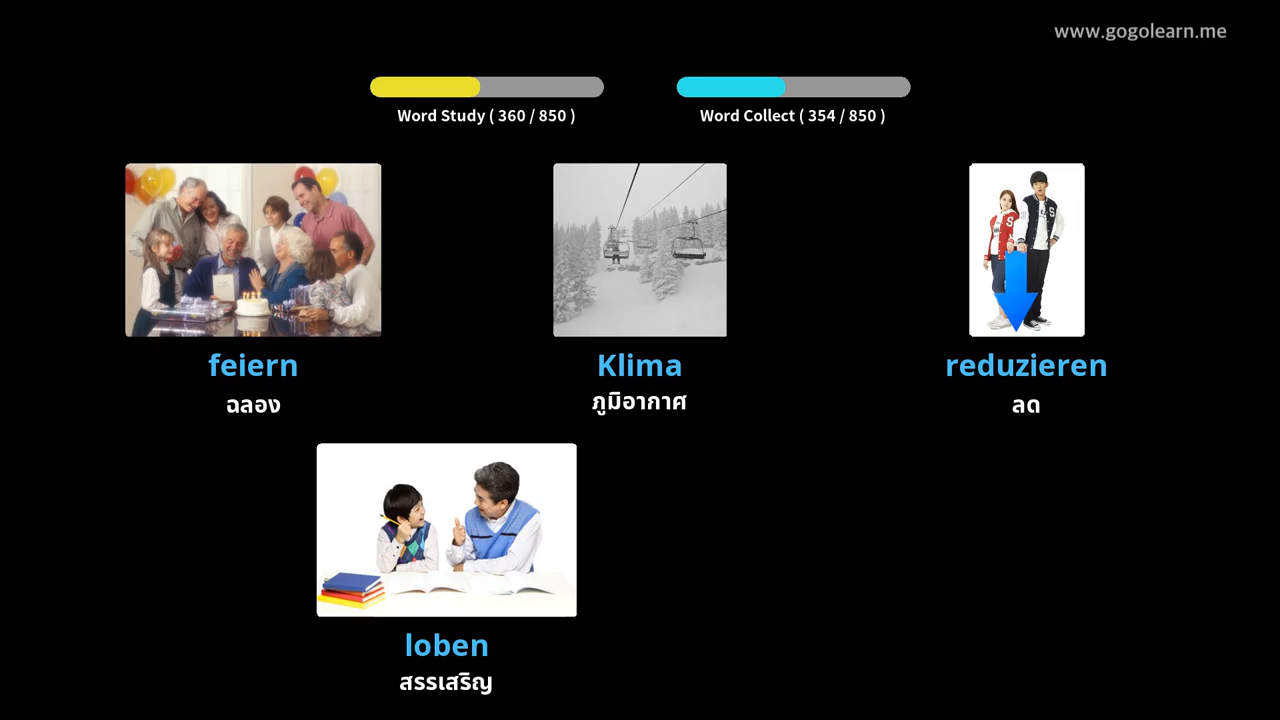 www.gogolearn.me
Word Study ( 360 / 850 )
Word Collect ( 354 / 850 )
feiern
ฉลอง
Klima
ภูมิอากาศ
reduzieren
ลด
loben
สรรเสริญ